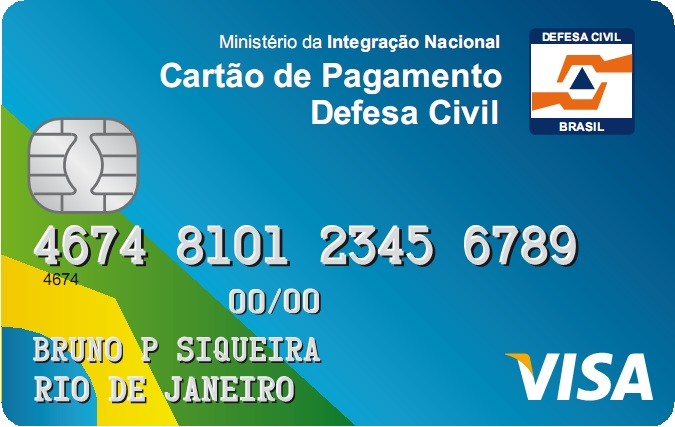 Ministério da Integração Nacional
Cartão de Pagamento
Defesa Civil
DEFESA CIVIL
BRASIL
4674 8101 2345 6789
4674
00/00
BRUNO P SIQUEIRA
RIO DE JANEIRO
VISA